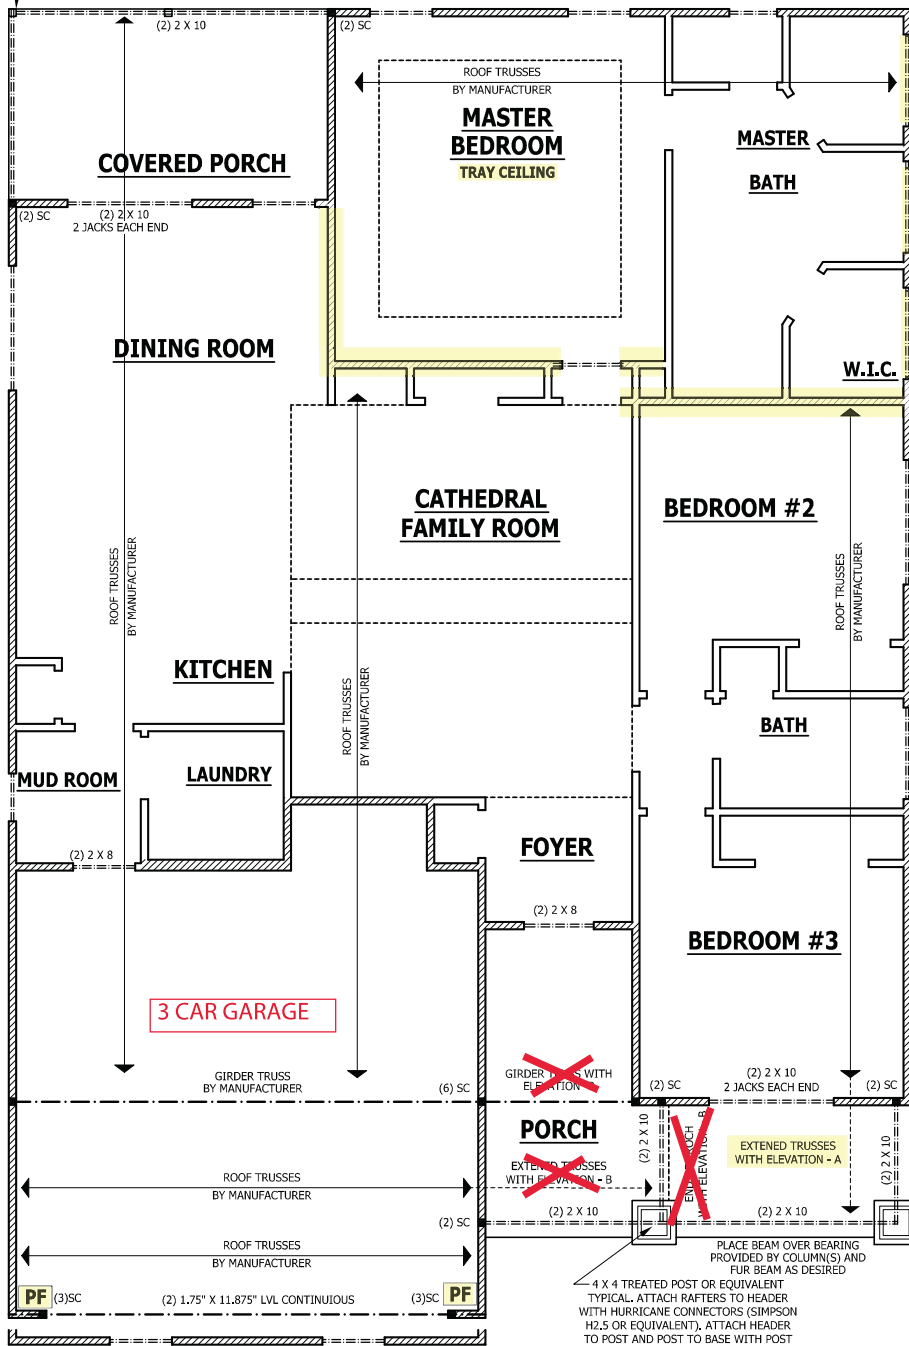 (2) 2 X 10
(2) SC
ROOF TRUSSES
BY MANUFACTURER
MASTER
BEDROOM
TRAY CEILING
MASTER
BATH
COVERED PORCH
(2) SC
(2) 2 X 10
2 JACKS EACH END
DINING ROOM
W.I.C.
CATHEDRAL
FAMILY ROOM
BEDROOM #2
ROOF TRUSSES
BY MANUFACTURER
ROOF TRUSSES
BY MANUFACTURER
KITCHEN
ROOF TRUSSES
BY MANUFACTURER
BATH
MUD ROOM
LAUNDRY
(2) 2 X 8
FOYER
(2) 2 X 8
BEDROOM #3
3 CAR GARAGE
GIRDER TRUSS
BY MANUFACTURER
(6) SC
GIRDER WITH
(2) SC
(2) 2 X 10
2 JACKS EACH END
(2) SC
PORCH
(2) 2 X 10
EXTENED TRUSSES
WITH ELEVATION - B
WITH ELEVATION - B
EXTENED TRUSSES
WITH ELEVATION - A
(2) 2 X 10
ROOF TRUSSES
BY MANUFACTURER
(2) SC
(2) 2 X 10
(2) 2 X 10
ROOF TRUSSES
BY MANUFACTURER
PLACE BEAM OVER BEARING
PROVIDED BY COLUMN(S) AND
FUR BEAM AS DESIRED
PF
(3)SC
(2) 1.75" X 11.875" LVL CONTINUIOUS
(3)SC
PF
4 X 4 TREATED POST OR EQUIVALENT
TYPICAL. ATTACH RAFTERS TO HEADER
WITH HURRICANE CONNECTORS (SIMPSON
H2.5 OR EQUIVALENT). ATTACH HEADER
TO POST AND POST TO BASE WITH POST